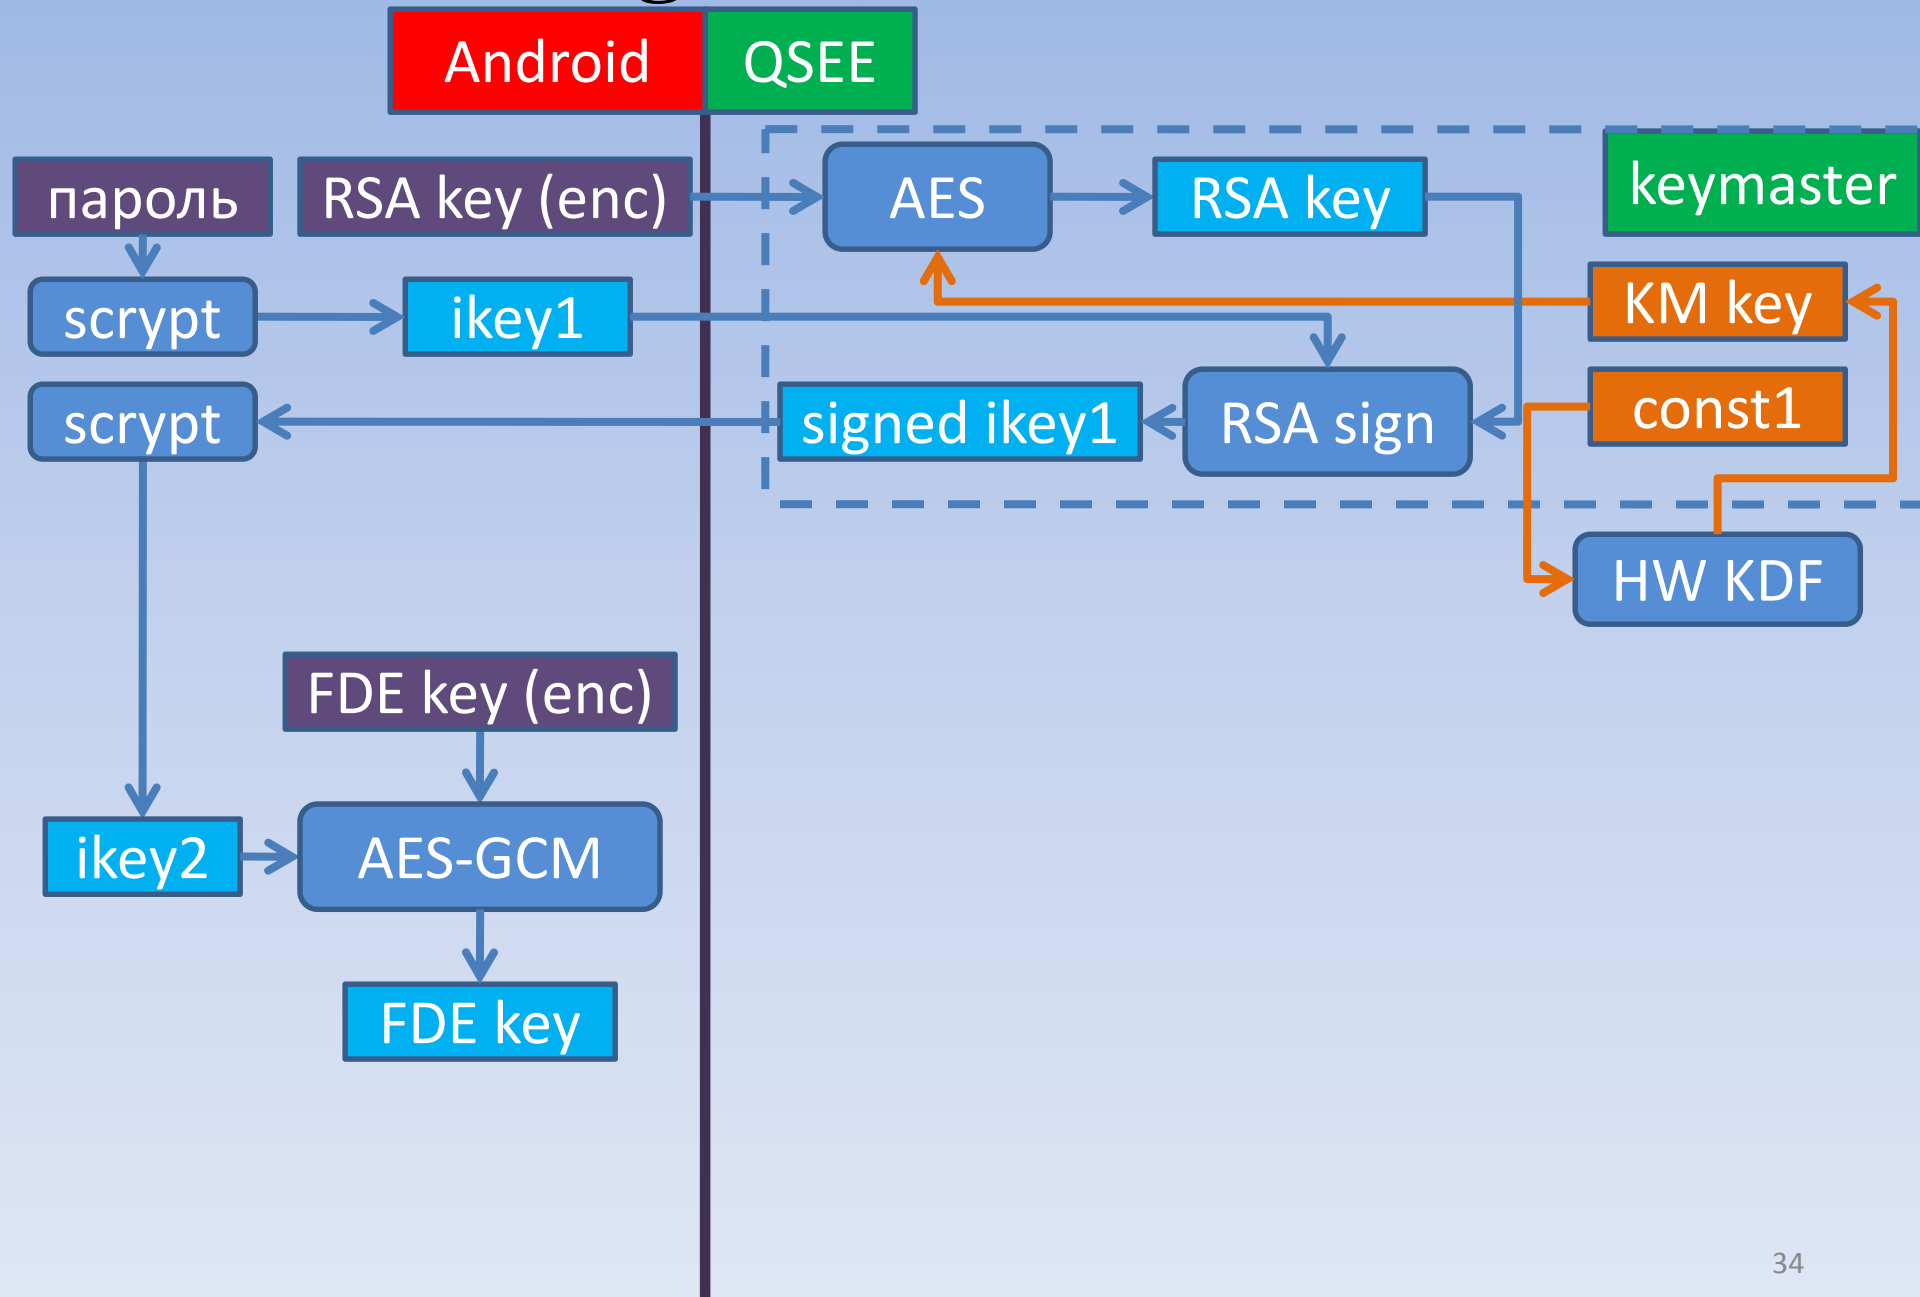 Android
QSEE
пароль
RSA key (enc)
AES
RSA key
keymaster
scrypt
ikey1
KM key
scrypt
signed ikey1
RSA sign
const1
HW KDF
FDE key (enc)
ikey2
AES-GCM
FDE key
34